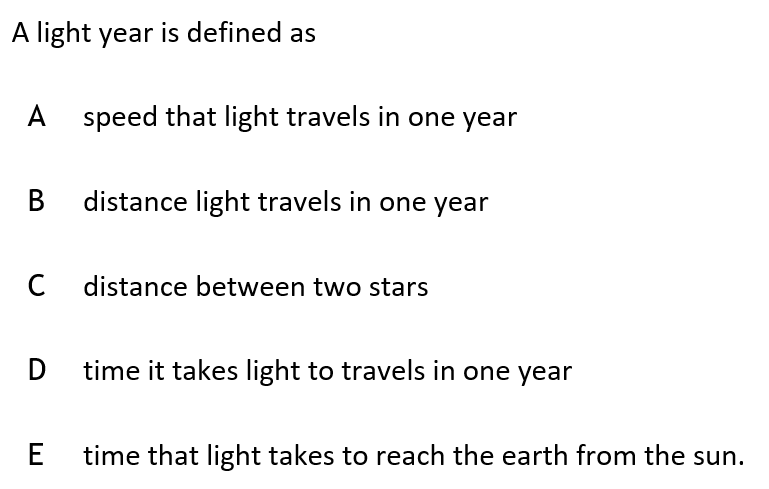 A light year is defined as
A speed that light travels in one year
B distance light travels in one year
C distance between two stars
D time it takes light to travels in one year
E time that light takes to reach the earth from the sun.